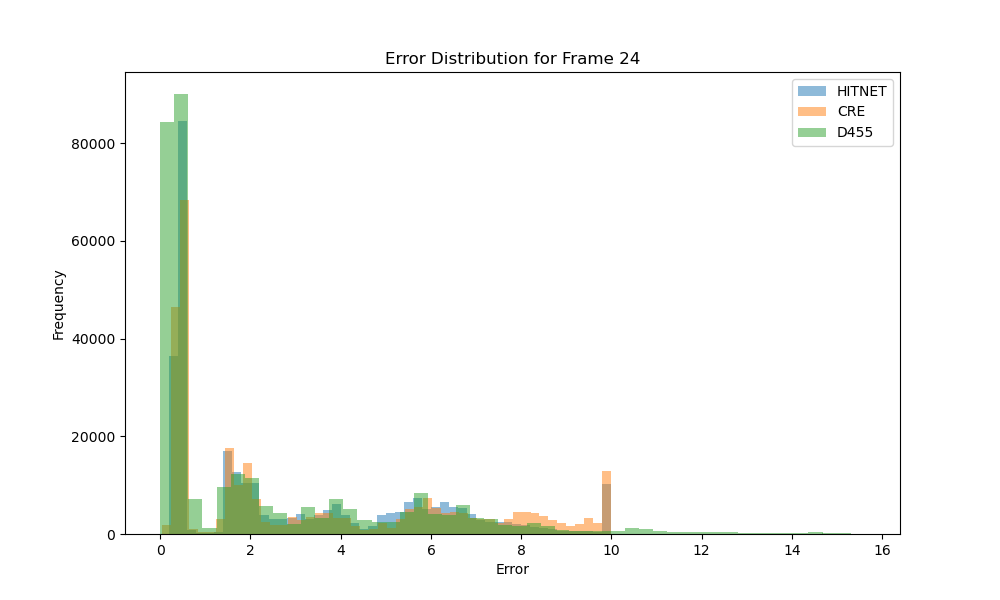 Error Distribution for Frame 24
HITNET
CRE
D455
Frequency
80000
60000
40000
20000
0
0 2 4 6 8 10 12 14 16
Error